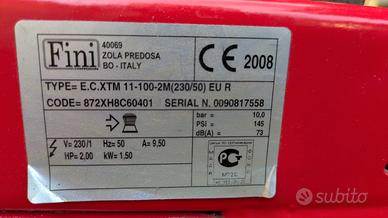 Fini
40069
ZOLA PREDOSA
BO - ITALY
CE 2008
TYPE= E.C.XTM 11-100-2M(230/50) EU R
CODE= 872XH8C60401 SERIAL N. 0090817558
bar = 10,0
PSI = 145
dB(A) = 73
V= 230/1 Hz= 50 A= 9,50
HP= 2,00 kW= 1.50
subito